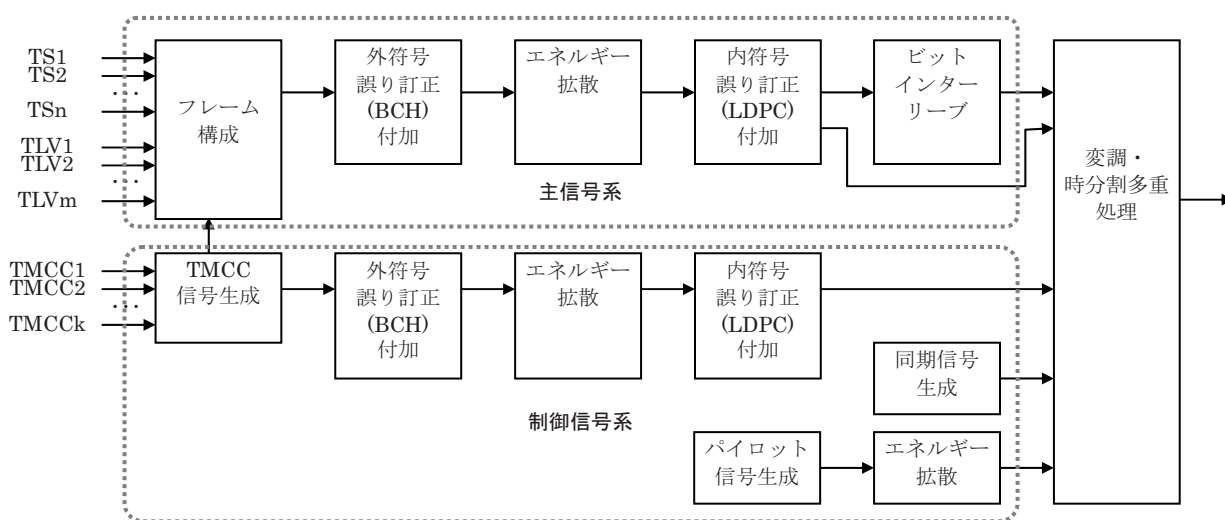 TS1
TS2
…
TSn
TLV1
TLV2
…
TLVm
フレーム
構成
外符号
誤り訂正
(BCH)
付加
エネルギー
拡散
内符号
誤り訂正
(LDPC)
付加
ビット
インター
リーブ
主信号系
変調・
時分割多重
処理
TMCC1
TMCC2
…
TMCCk
TMCC
信号生成
外符号
誤り訂正
(BCH)
付加
エネルギー
拡散
内符号
誤り訂正
(LDPC)
付加
同期信号
生成
制御信号系
パイロット
信号生成
エネルギー
拡散